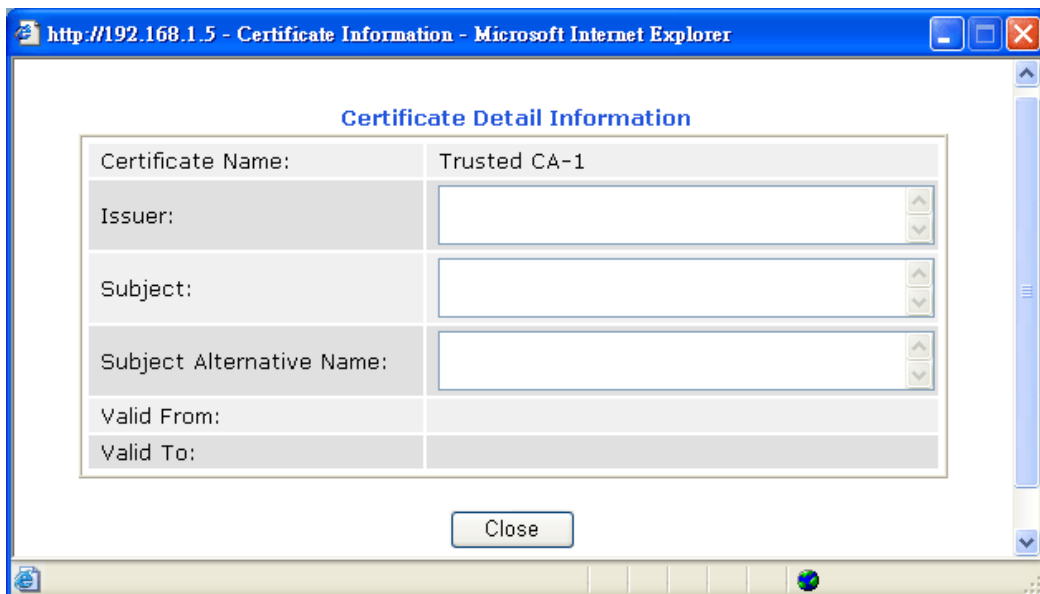 http://192.168.1.5 - Certificate Information - Microsoft Internet Explorer
Certificate Detail Information
Certificate Name: Trusted CA-1
Issuer:
Subject:
Subject Alternative Name:
Valid From:
Valid To:
Close